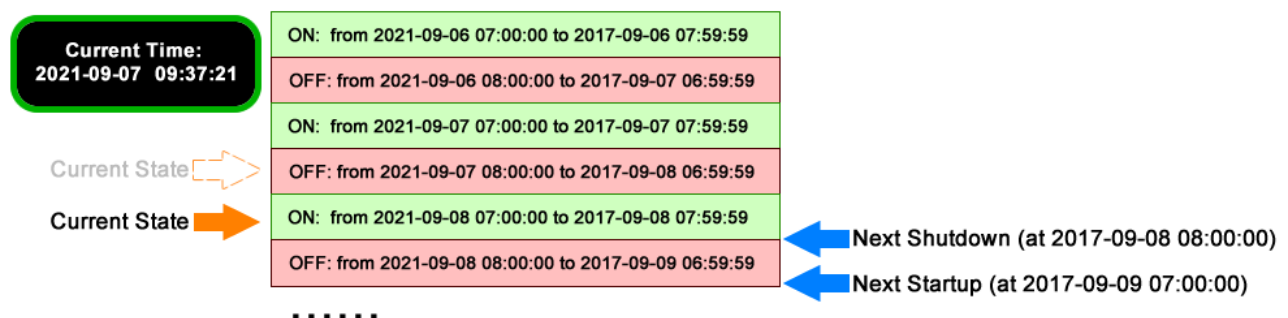 Current Time:
2021-09-07 09:37:21
ON: from 2021-09-06 07:00:00 to 2017-09-06 07:59:59
OFF: from 2021-09-06 08:00:00 to 2017-09-07 06:59:59
ON: from 2021-09-07 07:00:00 to 2017-09-07 07:59:59
Current State
OFF: from 2021-09-07 08:00:00 to 2017-09-08 06:59:59
Current State
ON: from 2021-09-08 07:00:00 to 2017-09-08 07:59:59
Next Shutdown (at 2017-09-08 08:00:00)
OFF: from 2021-09-08 08:00:00 to 2017-09-09 06:59:59
Next Startup (at 2017-09-09 07:00:00)
......